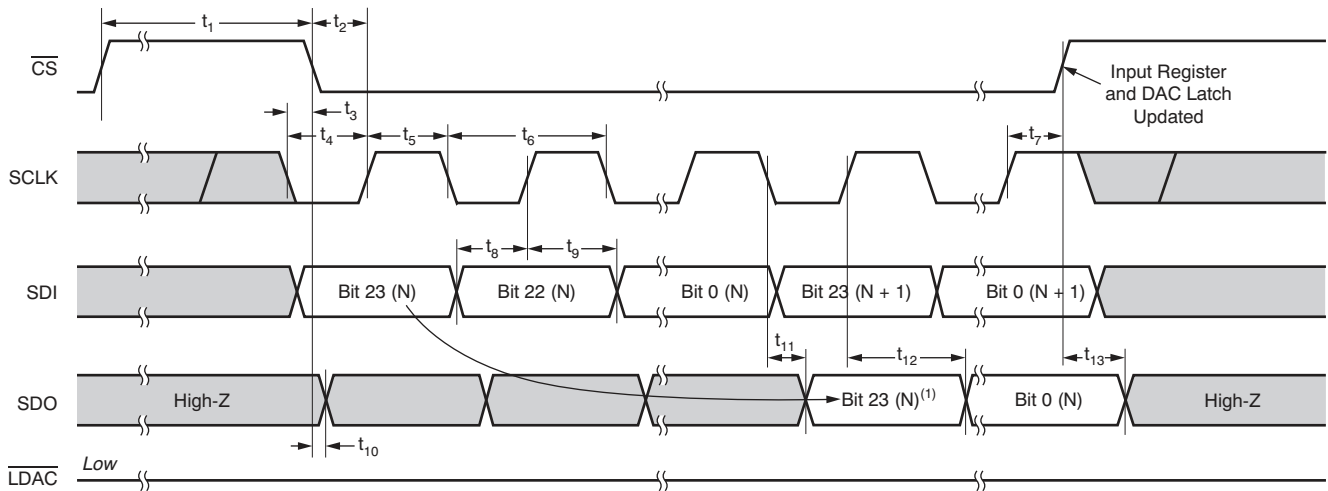 t1
t2
CS
Input Register
and DAC Latch
Updated
t3
t4
t5
t6
t7
SCLK
t8
t9
SDI
Bit 23 (N)
Bit 22 (N)
Bit 0 (N)
Bit 23 (N + 1)
Bit 0 (N + 1)
t11
t12
t13
SDO
High-Z
Bit 23 (N)(1)
Bit 0 (N)
High-Z
t10
Low
LDAC